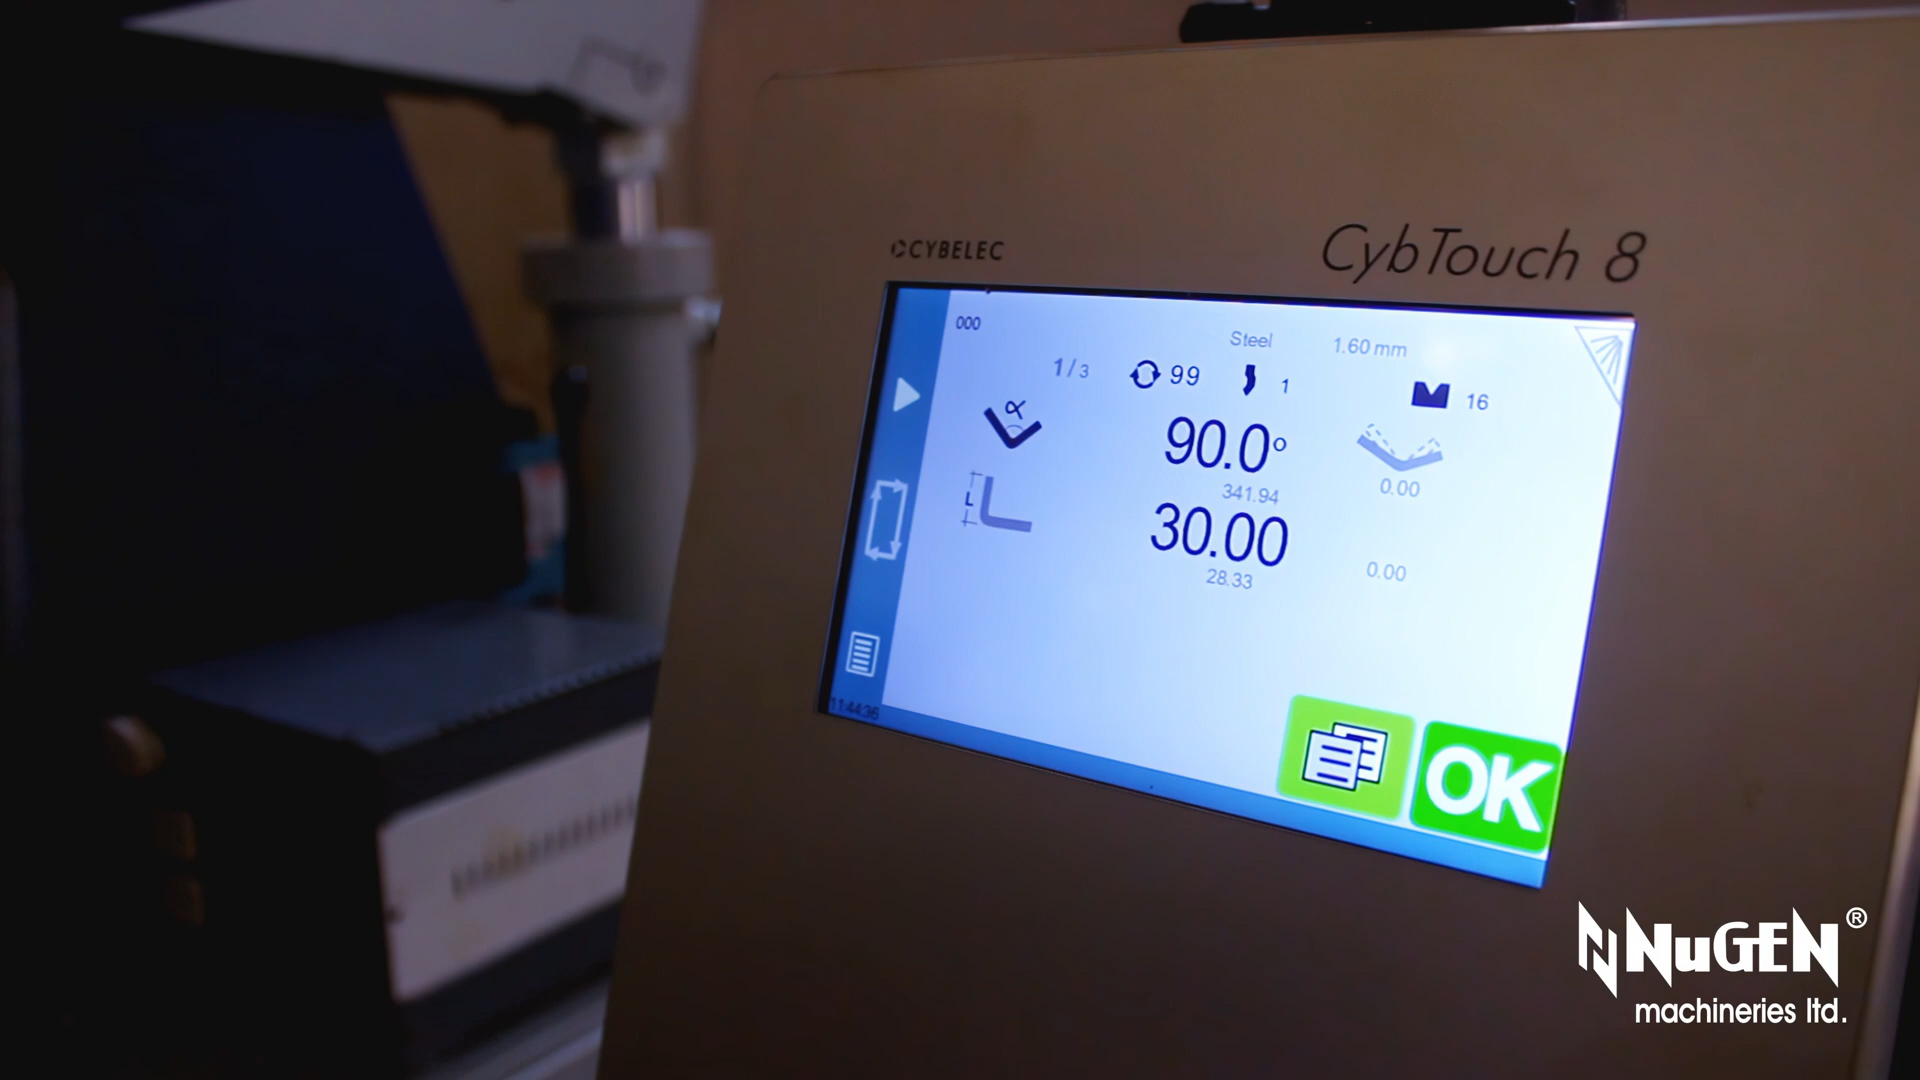 CYBELEC
CybTouch 8
000
Steel 1.60 mm
1/3 99 1 16
α
90.0°
341.94 0.00
L
30.00
28.33 0.00
11:44:36
OK
NuGEN®
machineries ltd.